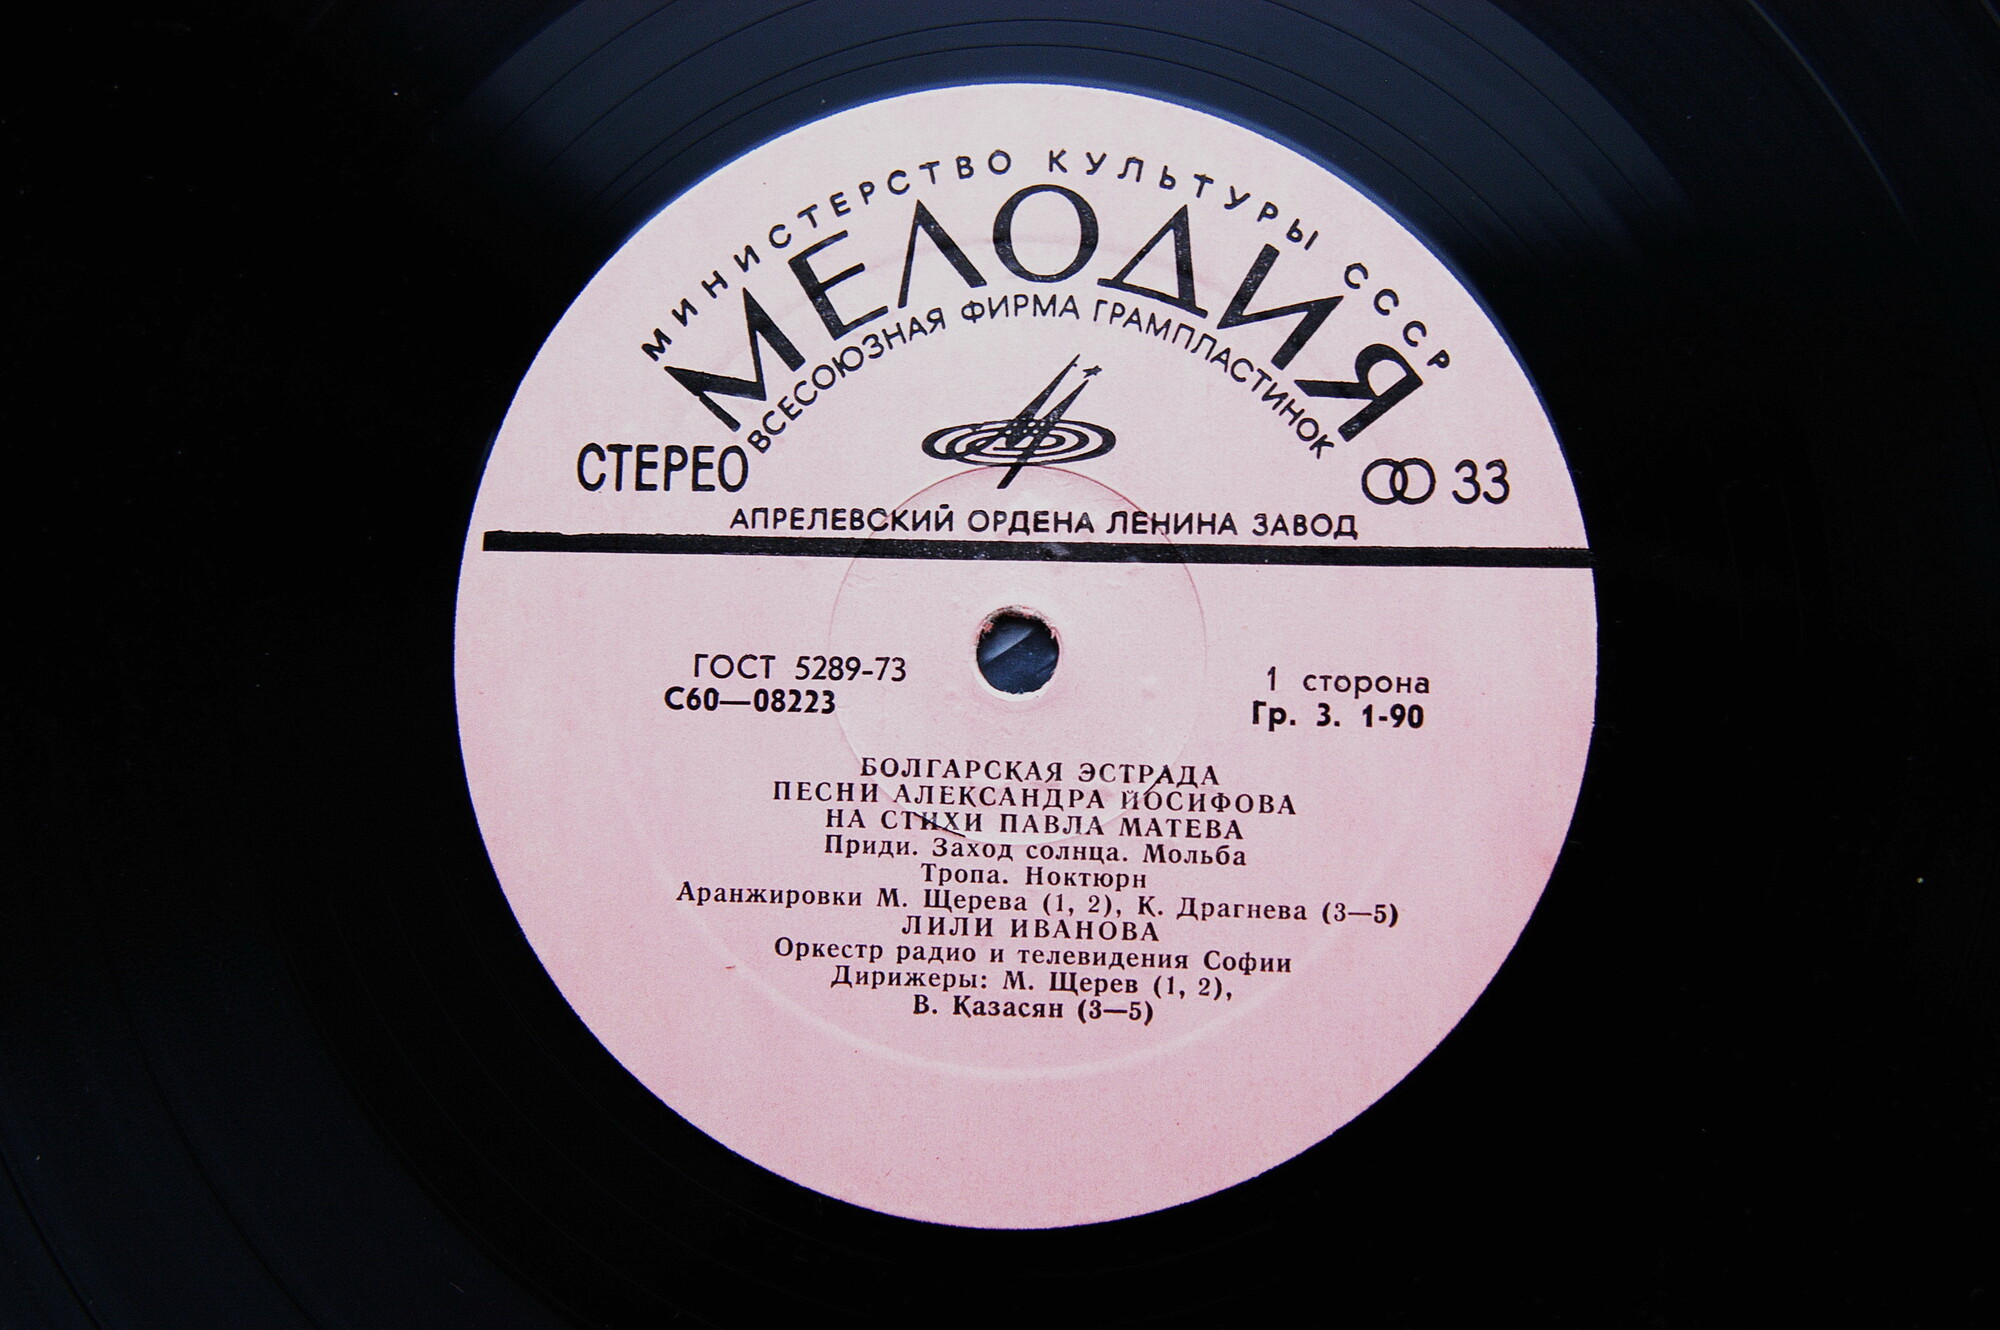 МИНИСТЕРСТВО КУЛЬТУРЫ СССР
МЕЛОДИЯ
ВСЕСОЮЗНАЯ ФИРМА ГРАМПЛАСТИНОК
СТЕРЕО
33
АПРЕЛЕВСКИЙ ОРДЕНА ЛЕНИНА ЗАВОД
ГОСТ 5289-73
С60—08223
1 сторона
Гр. 3. 1-90
БОЛГАРСКАЯ ЭСТРАДА
ПЕСНИ АЛЕКСАНДРА ЙОСИФОВА
НА СТИХИ ПАВЛА МАТЕВА
Приди. Заход солнца. Мольба
Тропа. Ноктюрн
Аранжировки М. Щерева (1, 2), К. Драгнева (3—5)
ЛИЛИ ИВАНОВА
Оркестр радио и телевидения Софии
Дирижеры: М. Щерев (1, 2),
В. Казасян (3—5)